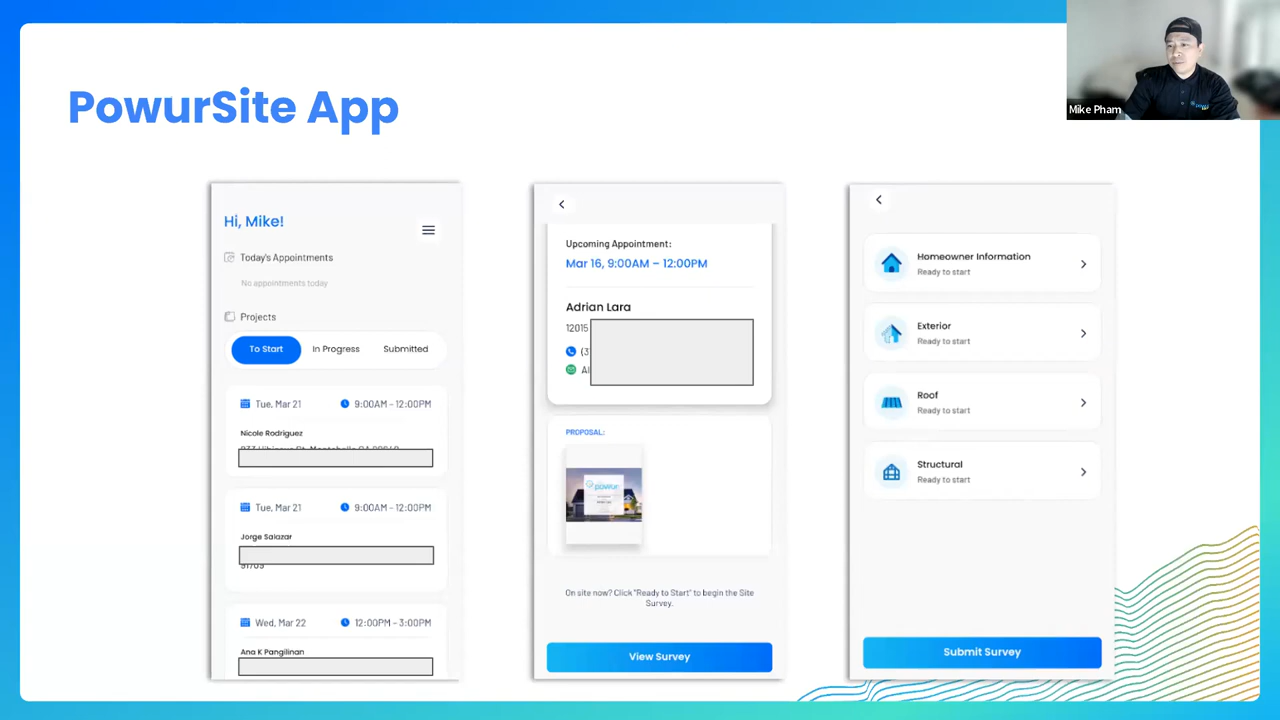 PowurSite App
Mike Pham
Hi, Mike!
Today's Appointments
No appointments today
Projects
To Start In Progress Submitted
Tue, Mar 21 9:00AM – 12:00PM
Nicole Rodriguez
Tue, Mar 21 9:00AM – 12:00PM
Jorge Salazar
Wed, Mar 22 12:00PM – 3:00PM
Ana K Pangilinan
Upcoming Appointment:
Mar 16, 9:00AM – 12:00PM
Adrian Lara
12015
(3
Al
PROPOSAL:
powur
On site now? Click "Ready to Start" to begin the Site
Survey.
View Survey
Homeowner Information
Ready to start
Exterior
Ready to start
Roof
Ready to start
Structural
Ready to start
Submit Survey